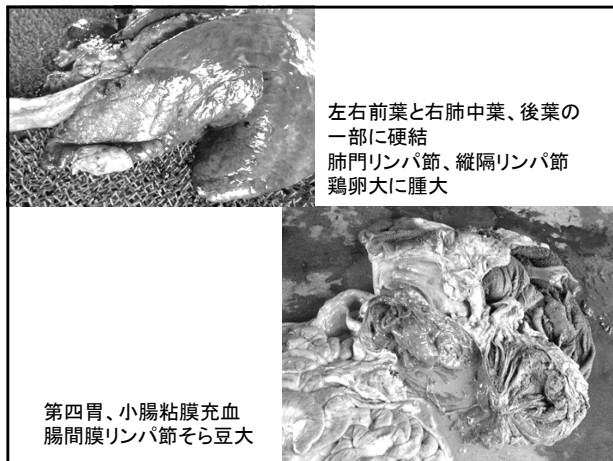 左右前葉と右肺中葉、後葉の
一部に硬結
肺門リンパ節、縦隔リンパ節
鶏卵大に腫大
第四胃、小腸粘膜充血
腸間膜リンパ節そら豆大